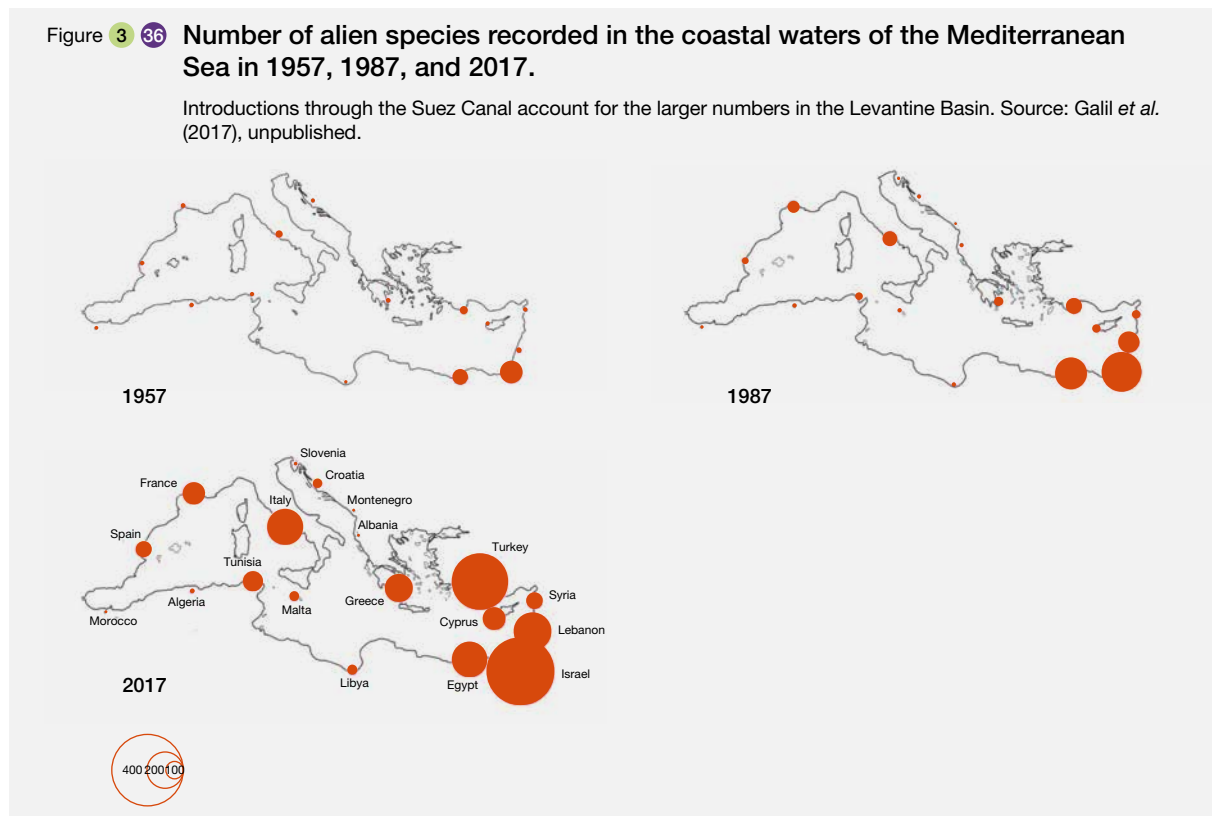 Figure 3 36 Number of alien species recorded in the coastal waters of the Mediterranean
Sea in 1957, 1987, and 2017.
Introductions through the Suez Canal account for the larger numbers in the Levantine Basin. Source: Galil et al.
(2017), unpublished.
1957
1987
Slovenia
Croatia
France
Italy
Montenegro
Albania
Spain
Turkey
Tunisia
Syria
Algeria
Malta
Greece
Morocco
Cyprus
Lebanon
Israel
Libya
Egypt
2017
400 200 100